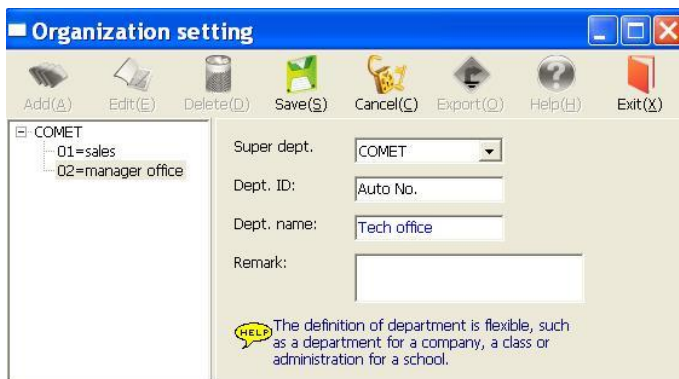 Organization setting
Add(A) Edit(E) Delete(D) Save(S) Cancel(C) Export(O) Help(H) Exit(X)
COMET
01=sales
02=manager office
Super dept. COMET
Dept. ID: Auto No.
Dept. name: Tech office
Remark:
HELP The definition of department is flexible, such
as a department for a company, a class or
administration for a school.